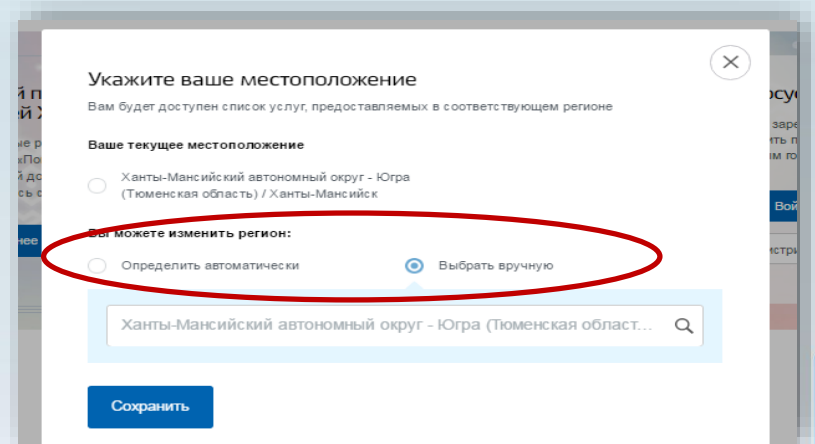 Укажите ваше местоположение
Вам будет доступен список услуг, предоставляемых в соответствующем регионе
Ваше текущее местоположение
Ханты-Мансийский автономный округ - Югра
(Тюменская область) / Ханты-Мансийск
Вы можете изменить регион:
Определить автоматически
Выбрать вручную
Ханты-Мансийский автономный округ - Югра (Тюменская област...
Сохранить